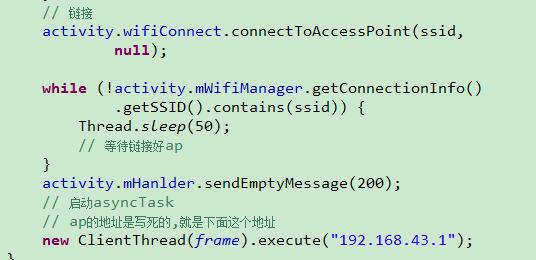 // 链接
activity.wifiConnect.connectToAccessPoint(ssid,
null);
while (!activity.mWifiManager.getConnectionInfo()
.getSSID().contains(ssid)) {
Thread.sleep(50);
// 等待链接好ap
}
activity.mHanlder.sendEmptyMessage(200);
// 启动asyncTask
// ap的地址是写死的,就是下面这个地址
new ClientThread(frame).execute("192.168.43.1");
}